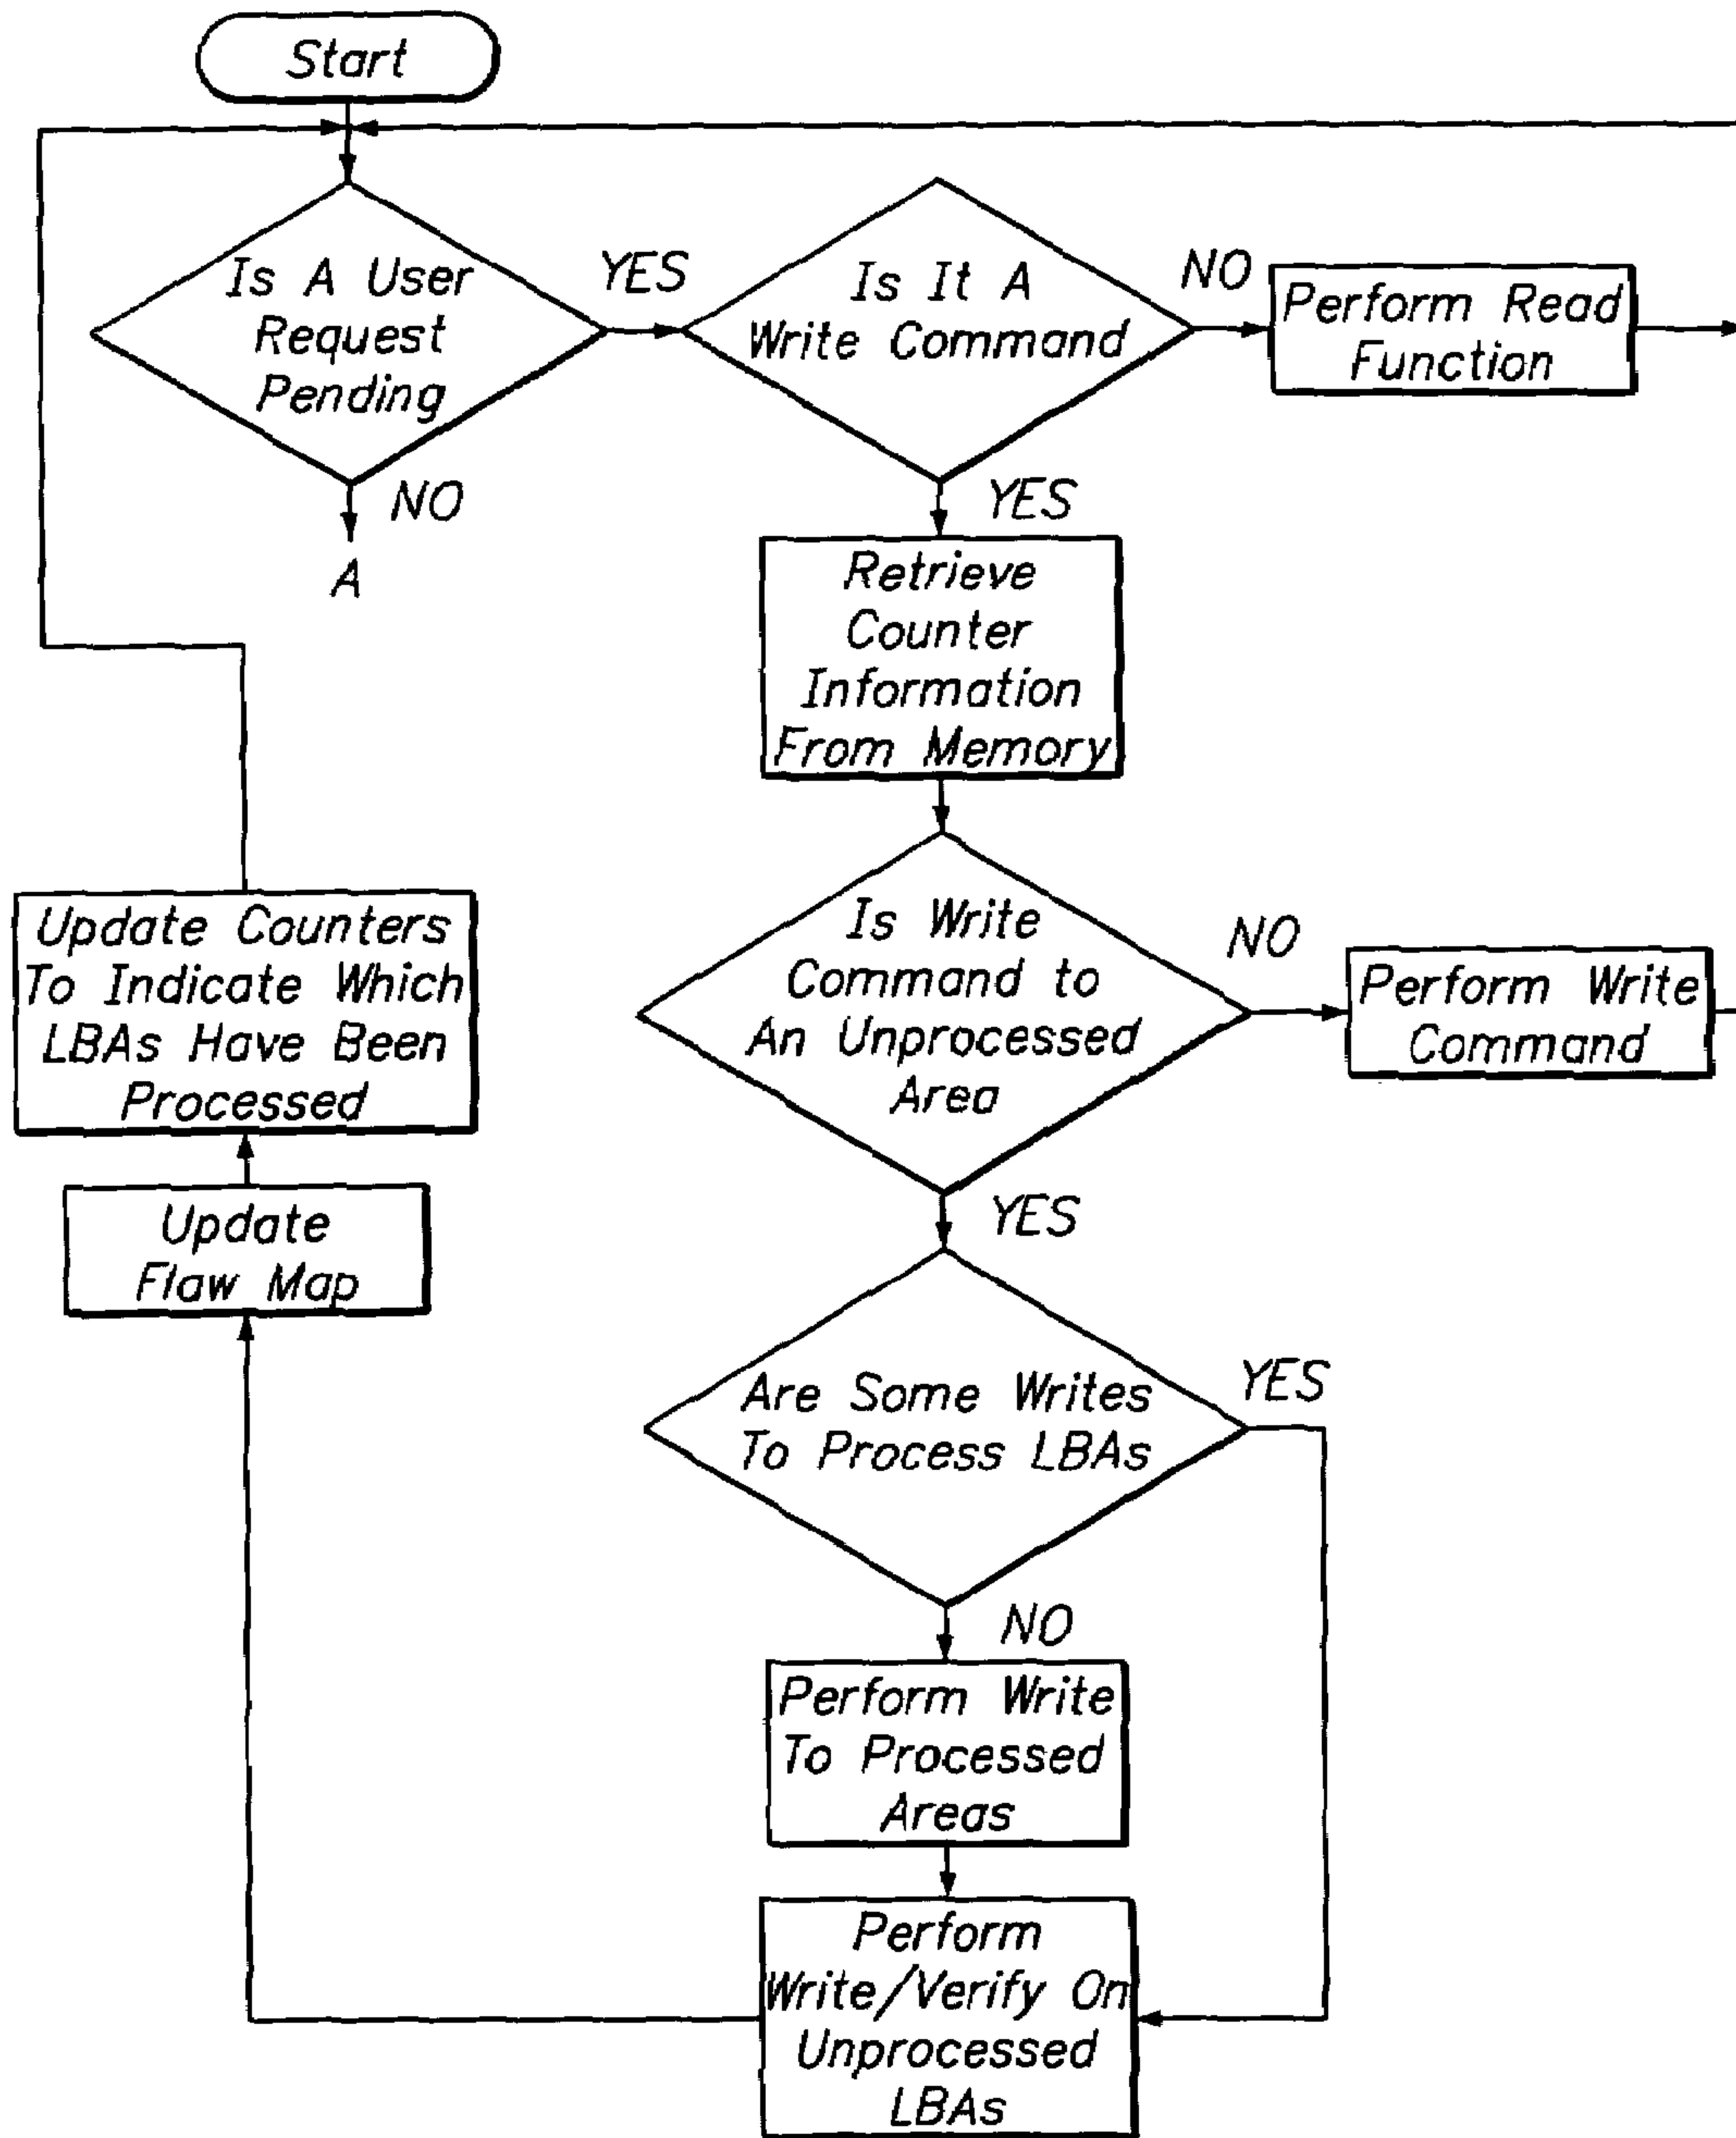 Start
Is A User
Request
Pending
YES
Is It A
Write Command
NO
Perform Read
Function
NO
A
YES
Retrieve
Counter
Information
From Memory
Is Write
Command to
An Unprocessed
Area
NO
Perform Write
Command
Update Counters
To Indicate Which
LBAs Have Been
Processed
YES
Update
Flaw Map
Are Some Writes
To Process LBAs
YES
NO
Perform Write
To Processed
Areas
Perform
Write/Verify On
Unprocessed
LBAs